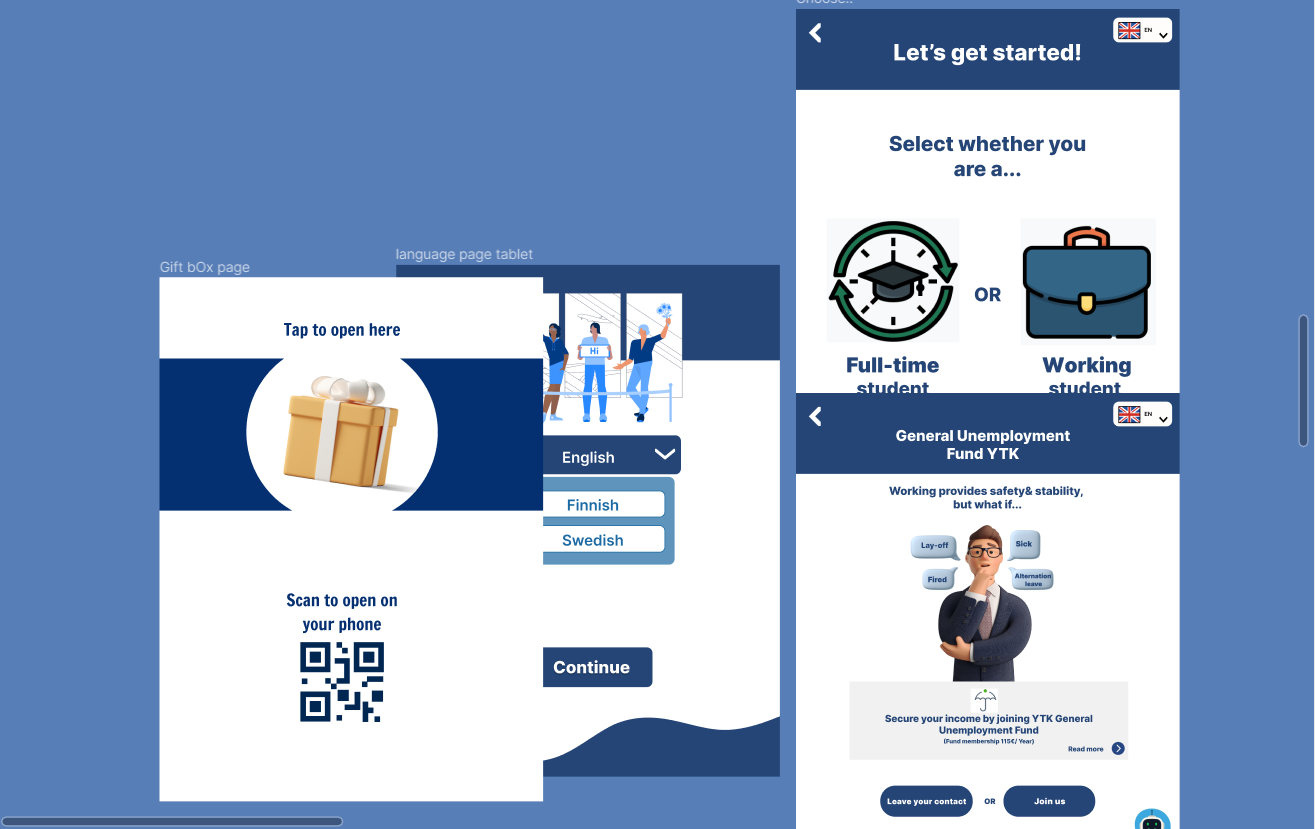 Choose..
EN
Let's get started!
Select whether you
are a...
OR
Full-time
student
Working
student
language page tablet
Hi
English
Finnish
Swedish
Continue
Gift bOx page
Tap to open here
Scan to open on
your phone
EN
General Unemployment
Fund YTK
Working provides safety& stability,
but what if...
Lay-off
Sick
Fired
Alternation
leave
Secure your income by joining YTK General
Unemployment Fund
(Fund membership 115€/ Year)
Read more
Leave your contact
OR
Join us